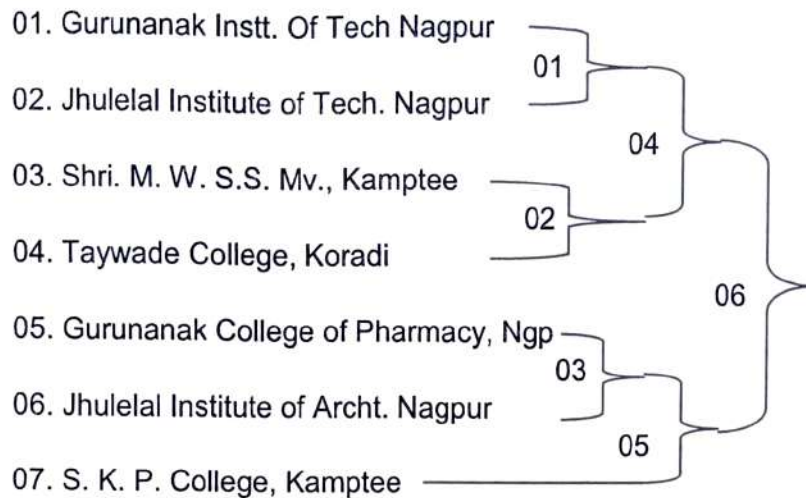 01. Gurunanak Instt. Of Tech Nagpur
01
02. Jhulelal Institute of Tech. Nagpur
04
03. Shri. M. W. S.S. Mv., Kamptee
02
04. Taywade College, Koradi
06
05. Gurunanak College of Pharmacy, Ngp
03
06. Jhulelal Institute of Archt. Nagpur
05
07. S. K. P. College, Kamptee